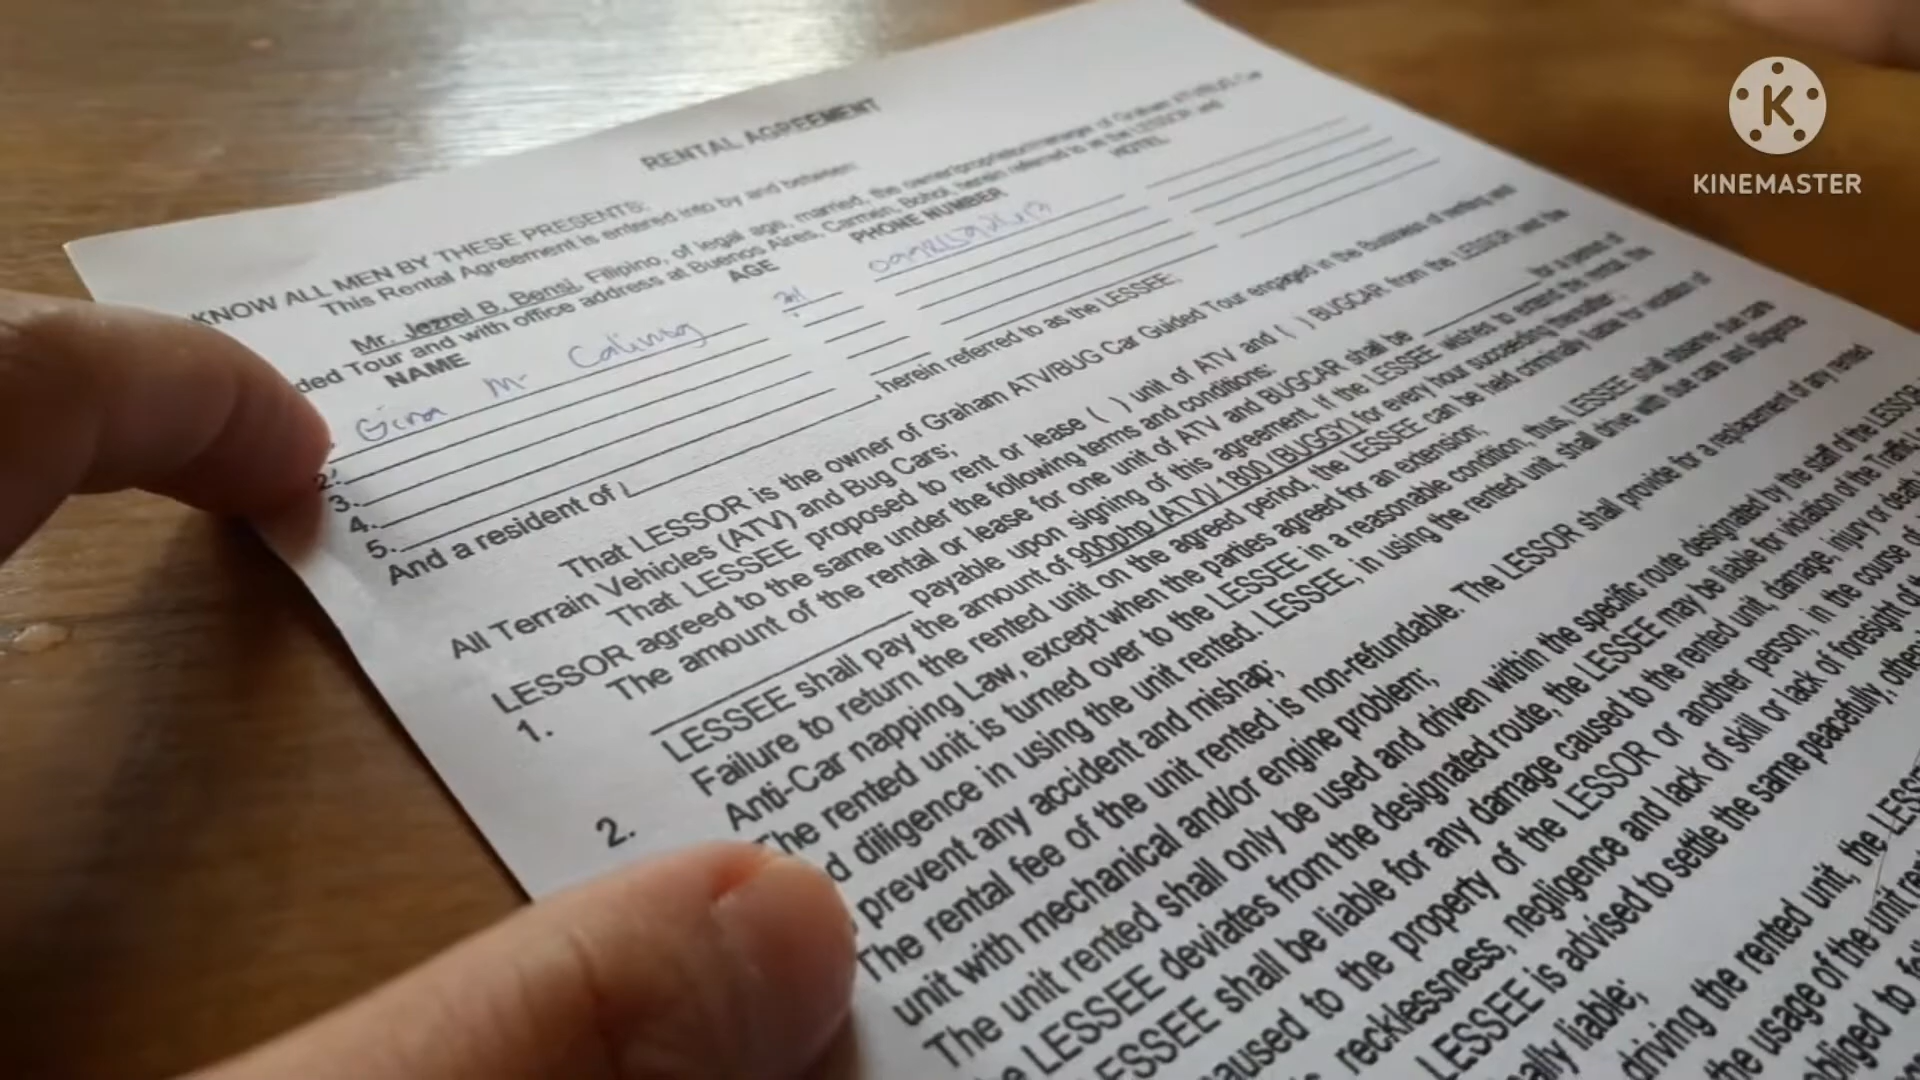 RENTAL AGREEMENT
KNOW ALL MEN BY THESE PRESENTS:
This Rental Agreement is entered into by and between:
Mr. Jezrel B. Bensi, Filipino, of legal age, married, the owner/proprietor/manager of Graham ATV/BUG Car
ded Tour and with office address at Buenos Aires, Carmen, Bohol, herein referred to as the LESSOR and
NAME AGE PHONE NUMBER HOTEL
Gina M.
2.
3.
4.
5. , herein referred to as the LESSEE;
And a resident of
That LESSOR is the owner of Graham ATV/BUG Car Guided Tour engaged in the Business of renting
All Terrain Vehicles (ATV) and Bug Cars;
That LESSEE proposed to rent or lease ( ) unit of ATV and ( ) BUGCAR from the LESSOR and the
LESSOR agreed to the same under the following terms and conditions:
1. The amount of the rental or lease for one unit of ATV and BUGCAR shall be for a period of
payable upon signing of this agreement. If the LESSEE wishes to extend the rental, the
LESSEE shall pay the amount of 900php (ATV)/ 1800 (BUGGY) for every hour succeeding thereafter;
2. Failure to return the rented unit on the agreed period, the LESSEE can be held criminally liable for violation of
Anti-Car napping Law, except when the parties agreed for an extension;
The rented unit is turned over to the LESSEE in a reasonable condition, thus, LESSEE shall observe due care
d diligence in using the unit rented. LESSEE, in using the rented unit, shall drive with due care and diligence
prevent any accident and mishap;
The rental fee of the unit rented is non-refundable. The LESSOR shall provide for a replacement of any rented
unit with mechanical and/or engine problem;
The unit rented shall only be used and driven within the specific route designated by the staff of the LESSOR
e LESSEE deviates from the designated route, the LESSEE may be liable for violation of the Traffic
ESSEE shall be liable for any damage caused to the rented unit, damage, injury or death
aused to the property of the LESSOR or another person, in the course of
recklessness, negligence and lack of skill or lack of foresight of
LESSEE is advised to settle the same peacefully,
ally liable;
driving the rented unit, the LESSE
the usage of the unit
obliged to
KINEMASTER